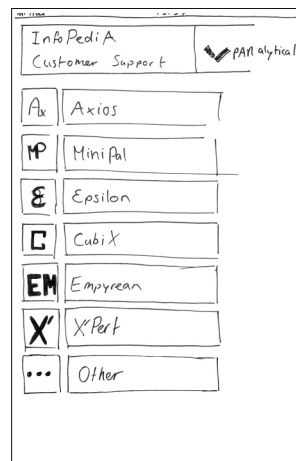 InfoPediA
Customer Support
PANalytical
Ax Axios
MP MiniPal
E Epsilon
C CubiX
EM Empyrean
X' X'Pert
... Other